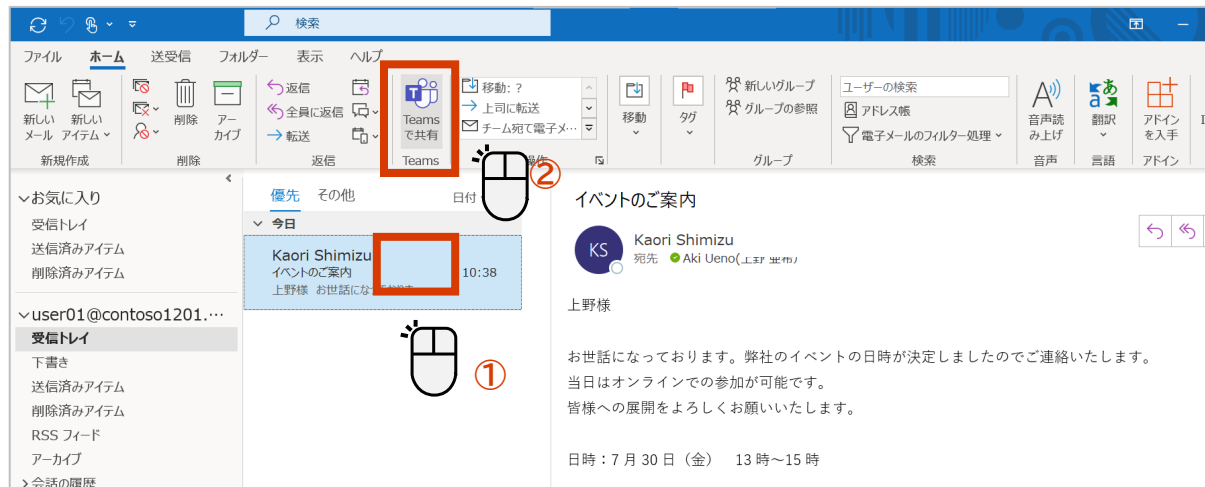 検索
ファイル ホーム 送受信 フォルダー 表示 ヘルプ
新しい
メール
新しい
アイテム
削除
アー
カイブ
返信
全員に返信
転送
Teams
で共有
移動: ?
上司に転送
チーム宛て電子メ…
移動
タグ
新しいグループ
グループの参照
ユーザーの検索
アドレス帳
電子メールのフィルター処理
音声読
み上げ
翻訳
アドイン
を入手
新規作成 削除 返信 Teams グループ 検索 音声 言語 アドイン
②
お気に入り
受信トレイ
送信済みアイテム
削除済みアイテム
user01@contoso1201.…
受信トレイ
下書き
送信済みアイテム
削除済みアイテム
RSS フィード
アーカイブ
会話の履歴
優先 その他 日付
今日
Kaori Shimizu
イベントのご案内 10:38
上野様 お世話になっ
①
イベントのご案内
KS
Kaori Shimizu
宛先 Aki Ueno(上野 亜希)
上野様
お世話になっております。弊社のイベントの日時が決定しましたのでご連絡いたします。
当日はオンラインでの参加が可能です。
皆様への展開をよろしくお願いいたします。
日時：7 月 30 日（金） 13 時～15 時